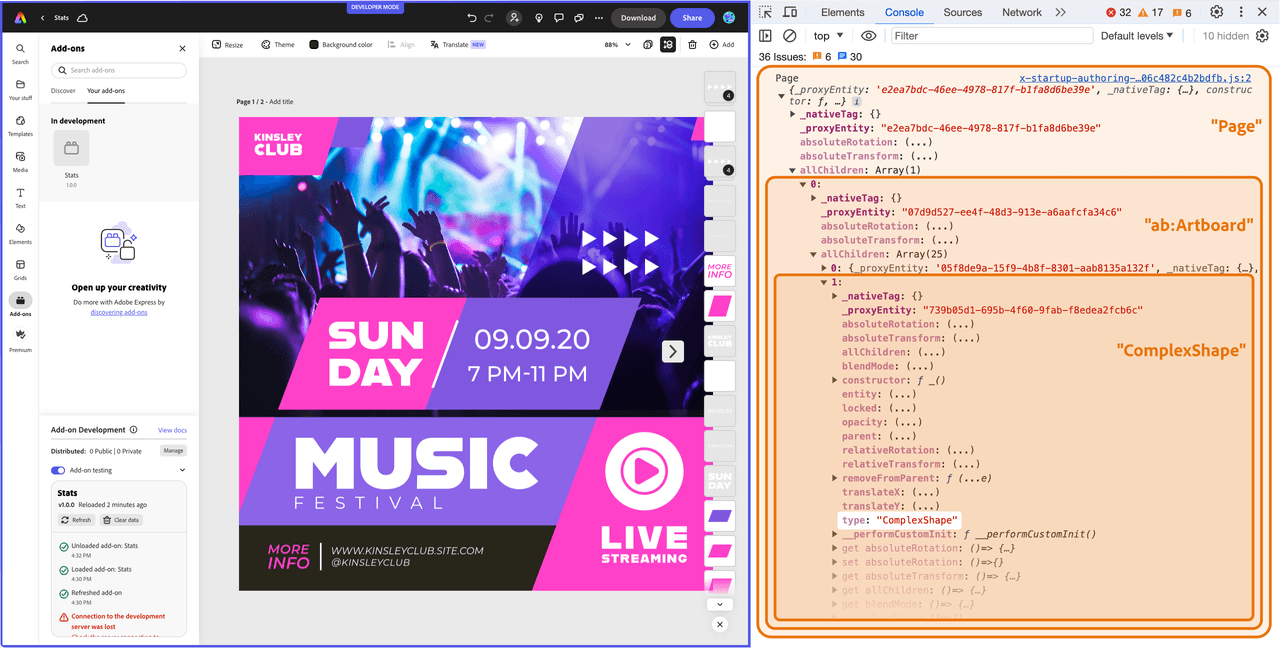 Stats
DEVELOPER MODE
Download
Share
Search
Your stuff
Templates
Media
Text
Elements
Grids
Add-ons
Premium
Add-ons
Search add-ons
Discover
Your add-ons
In development
Stats
1.0.0
Open up your creativity
Do more with Adobe Express by
discovering add-ons
Add-on Development
View docs
Distributed: 0 Public | 0 Private
Manage
Add-on testing
Stats
v1.0.0 Reloaded 2 minutes ago
Refresh
Clear data
Unloaded add-on: Stats
4:32 PM
Loaded add-on: Stats
4:30 PM
Refreshed add-on
4:30 PM
Connection to the development
server was lost
Resize
Theme
Background color
Align
Translate NEW
88%
Add
Page 1 / 2 - Add title
KINSLEY
CLUB
SUN
DAY
09.09.20
7 PM-11 PM
MUSIC
FESTIVAL
MORE
INFO
WWW.KINSLEYCLUB.SITE.COM
@KINSLEYCLUB
LIVE
STREAMING
4
4
MORE
INFO
KINSLEY
CLUB
SUN
DAY
Elements
Console
Sources
Network
32
17
6
top
Filter
Default levels
10 hidden
36 Issues: 6 30
Page
x-startup-authoring-…06c482c4b2bdfb.js:2
{_proxyEntity: 'e2ea7bdc-46ee-4978-817f-b1fa8d6be39e', _nativeTag: {…}, construc
tor: ƒ, …} i
_nativeTag: {}
_proxyEntity: "e2ea7bdc-46ee-4978-817f-b1fa8d6be39e"
"Page"
absoluteRotation: (...)
absoluteTransform: (...)
allChildren: Array(1)
0:
_nativeTag: {}
_proxyEntity: "07d9d527-ee4f-48d3-913e-a6aafcfa34c6"
"ab:Artboard"
absoluteRotation: (...)
absoluteTransform: (...)
allChildren: Array(25)
0: {_proxyEntity: '05f8de9a-15f9-4b8f-8301-aab8135a132f', _nativeTag: {…},
1:
_nativeTag: {}
_proxyEntity: "739b05d1-695b-4f60-9fab-f8edea2fcb6c"
absoluteRotation: (...)
absoluteTransform: (...)
"ComplexShape"
allChildren: (...)
blendMode: (...)
constructor: ƒ _()
entity: (...)
locked: (...)
opacity: (...)
parent: (...)
relativeRotation: (...)
relativeTransform: (...)
removeFromParent: ƒ (...e)
translateX: (...)
translateY: (...)
type: "ComplexShape"
__performCustomInit: ƒ __performCustomInit()
get absoluteRotation: ()=> {…}
set absoluteRotation: ()=>{}
get absoluteTransform: ()=> {…}
get allChildren: ()=> {…}
get blendMode: ()=> {…}